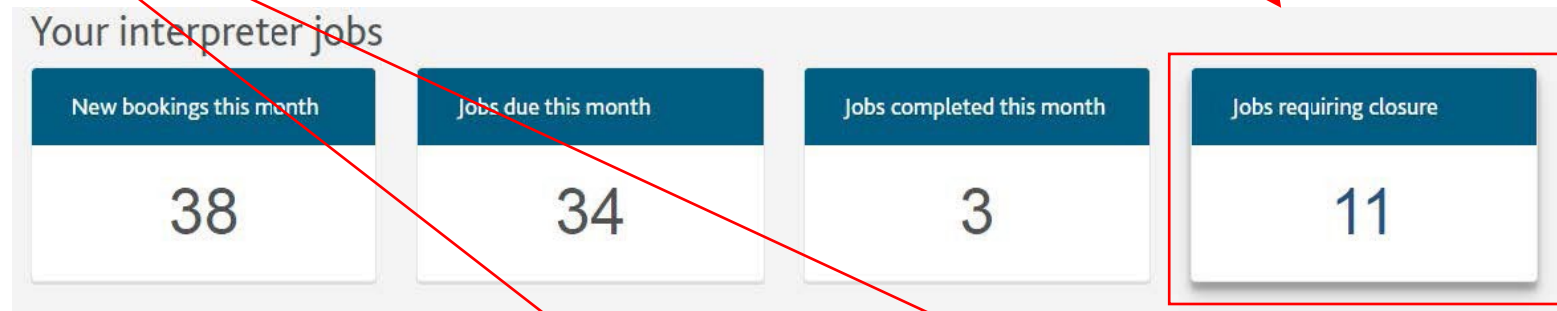 Your interpreter jobs
New bookings this month
Jobs due this month
Jobs completed this month
Jobs requiring closure
38
34
3
11